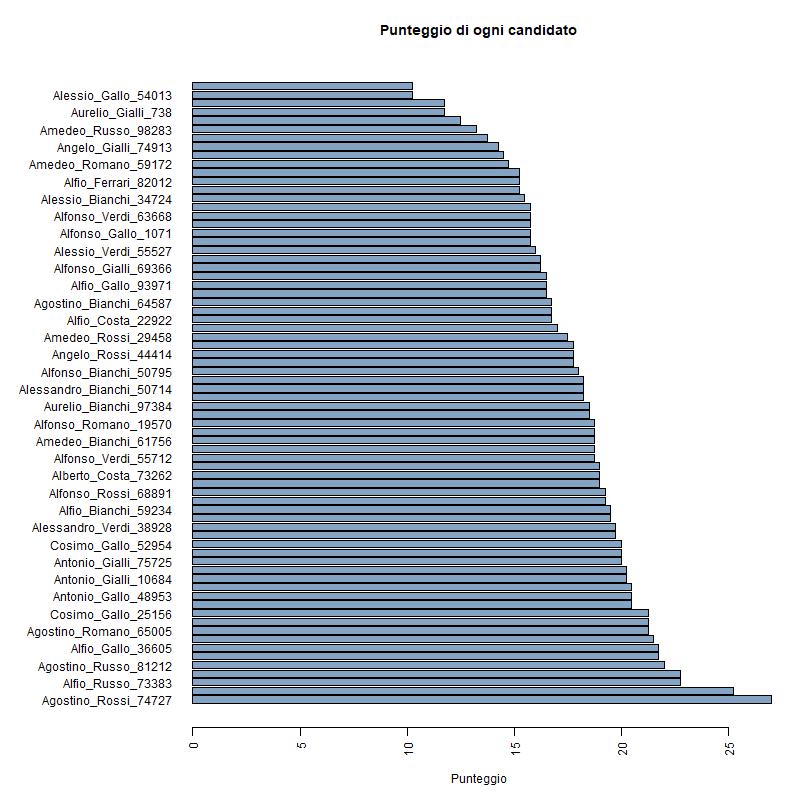 Punteggio di ogni candidato
Alessio_Gallo_54013
Aurelio_Gialli_738
Amedeo_Russo_98283
Angelo_Gialli_74913
Amedeo_Romano_59172
Alfio_Ferrari_82012
Alessio_Bianchi_34724
Alfonso_Verdi_63668
Alfonso_Gallo_1071
Alessio_Verdi_55527
Alfonso_Gialli_69366
Alfio_Gallo_93971
Agostino_Bianchi_64587
Alfio_Costa_22922
Amedeo_Rossi_29458
Angelo_Rossi_44414
Alfonso_Bianchi_50795
Alessandro_Bianchi_50714
Aurelio_Bianchi_97384
Alfonso_Romano_19570
Amedeo_Bianchi_61756
Alfonso_Verdi_55712
Alberto_Costa_73262
Alfonso_Rossi_68891
Alfio_Bianchi_59234
Alessandro_Verdi_38928
Cosimo_Gallo_52954
Antonio_Gialli_75725
Antonio_Gialli_10684
Antonio_Gallo_48953
Cosimo_Gallo_25156
Agostino_Romano_65005
Alfio_Gallo_36605
Agostino_Russo_81212
Alfio_Russo_73383
Agostino_Rossi_74727
0 5 10 15 20 25
Punteggio